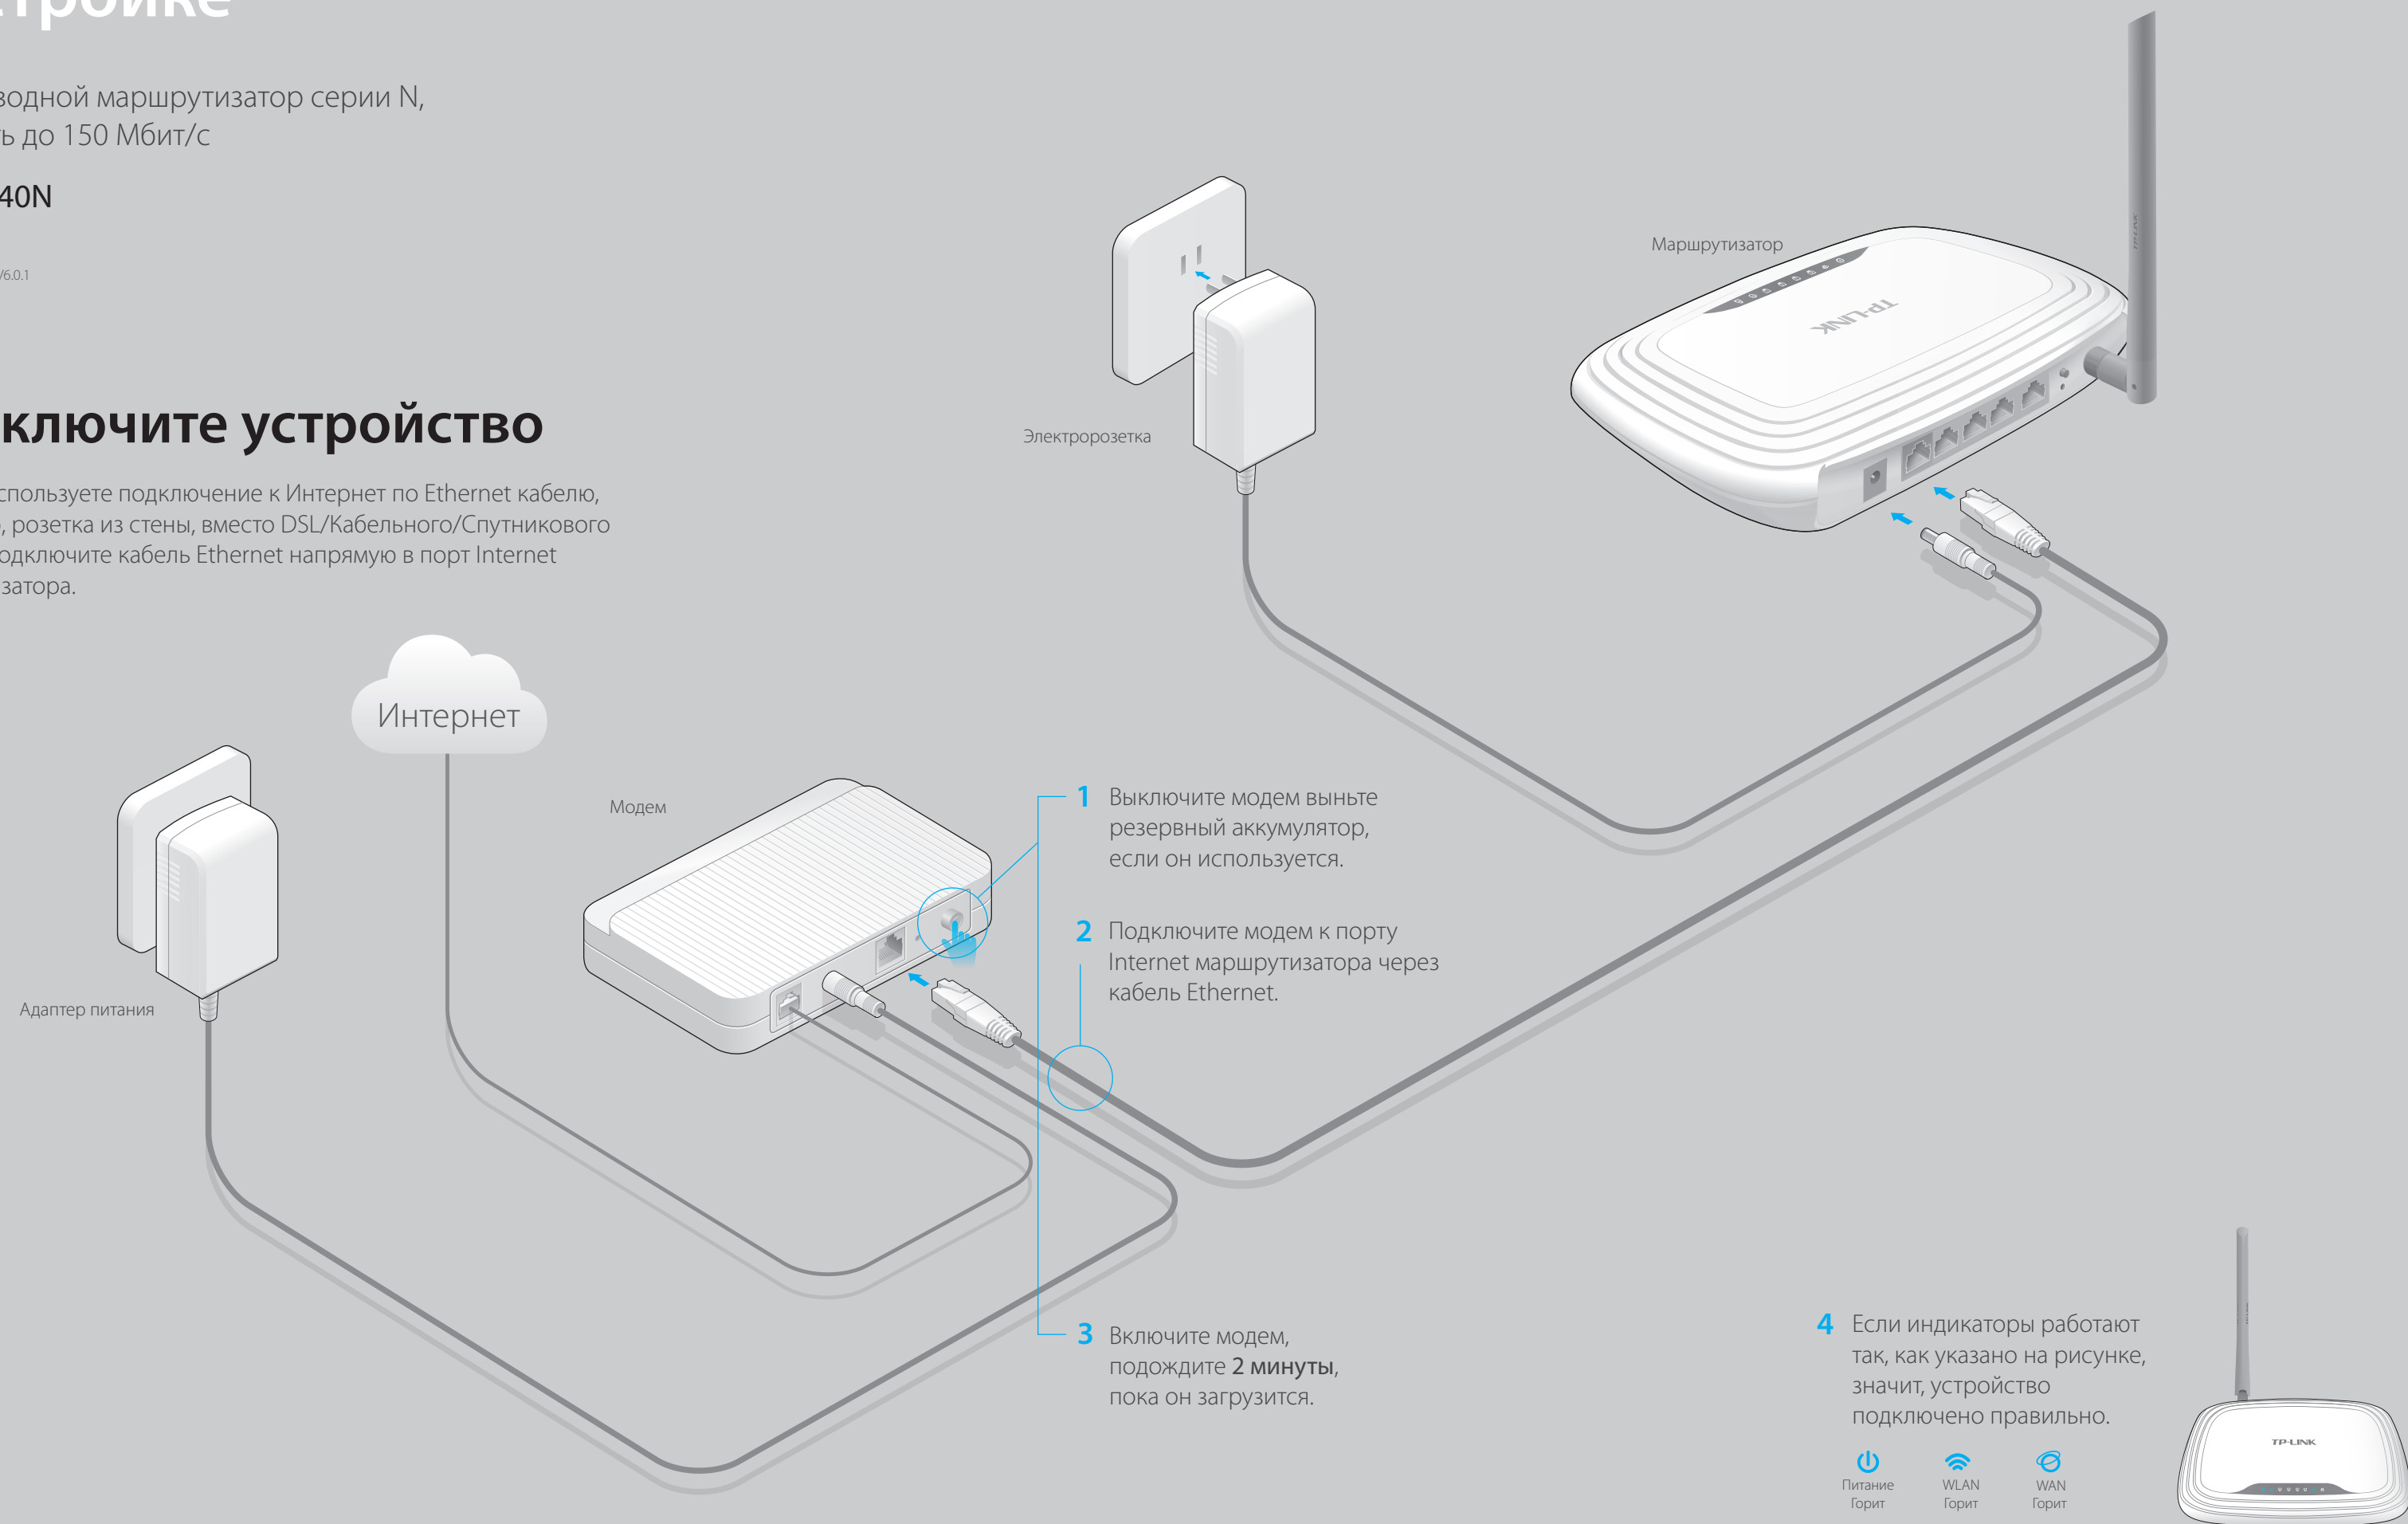 стройке
водной маршрутизатор серии N,
ть до 150 Мбит/с
40N
/6.0.1
ключите устройство
спользуете подключение к Интернет по Ethernet кабелю,
, розетка из стены, вместо DSL/Кабельного/Спутникового
одключите кабель Ethernet напрямую в порт Internet
затора.
Маршрутизатор
TP-LINK
TP-LINK
Электророзетка
Интернет
Модем
Адаптер питания
1 Выключите модем выньте
резервный аккумулятор,
если он используется.
2 Подключите модем к порту
Internet маршрутизатора через
кабель Ethernet.
3 Включите модем,
подождите 2 минуты,
пока он загрузится.
4 Если индикаторы работают
так, как указано на рисунке,
значит, устройство
подключено правильно.
Питание
Горит
WLAN
Горит
WAN
Горит
TP-LINK